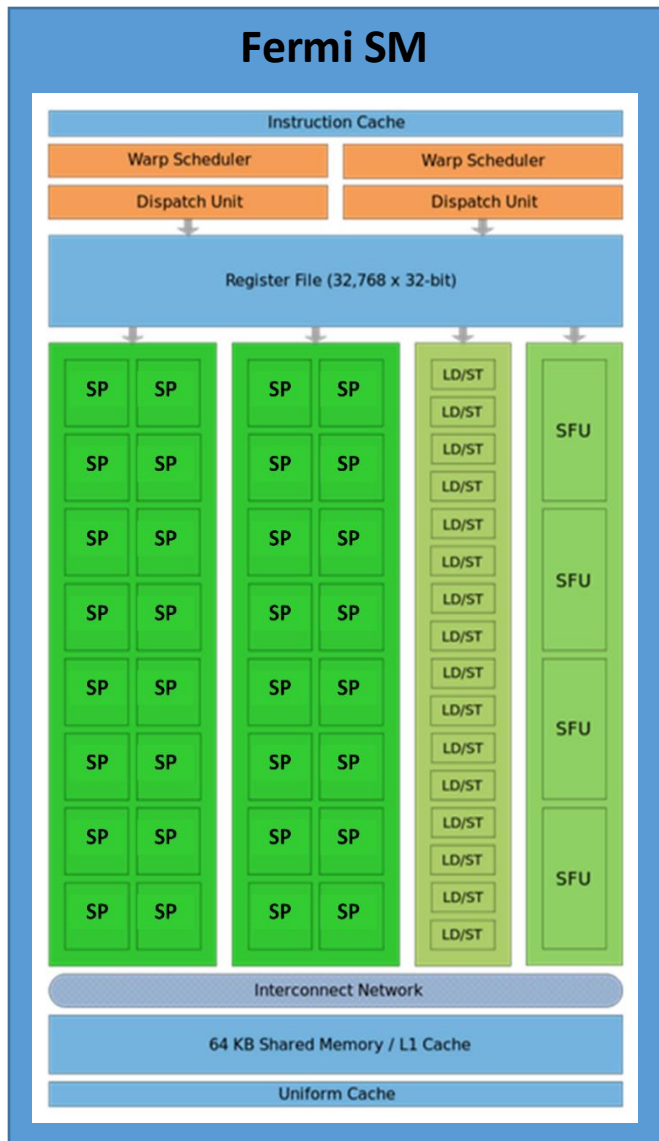 Fermi SM
Instruction Cache
Warp Scheduler Warp Scheduler
Dispatch Unit Dispatch Unit
Register File (32,768 x 32-bit)
SP SP SP SP LD/ST
LD/ST
SFU
SP SP SP SP LD/ST
LD/ST
SP SP SP SP LD/ST
LD/ST
SFU
SP SP SP SP LD/ST
LD/ST
SP SP SP SP LD/ST
LD/ST
SFU
SP SP SP SP LD/ST
LD/ST
SP SP SP SP LD/ST
LD/ST
SFU
SP SP SP SP LD/ST
LD/ST
Interconnect Network
64 KB Shared Memory / L1 Cache
Uniform Cache